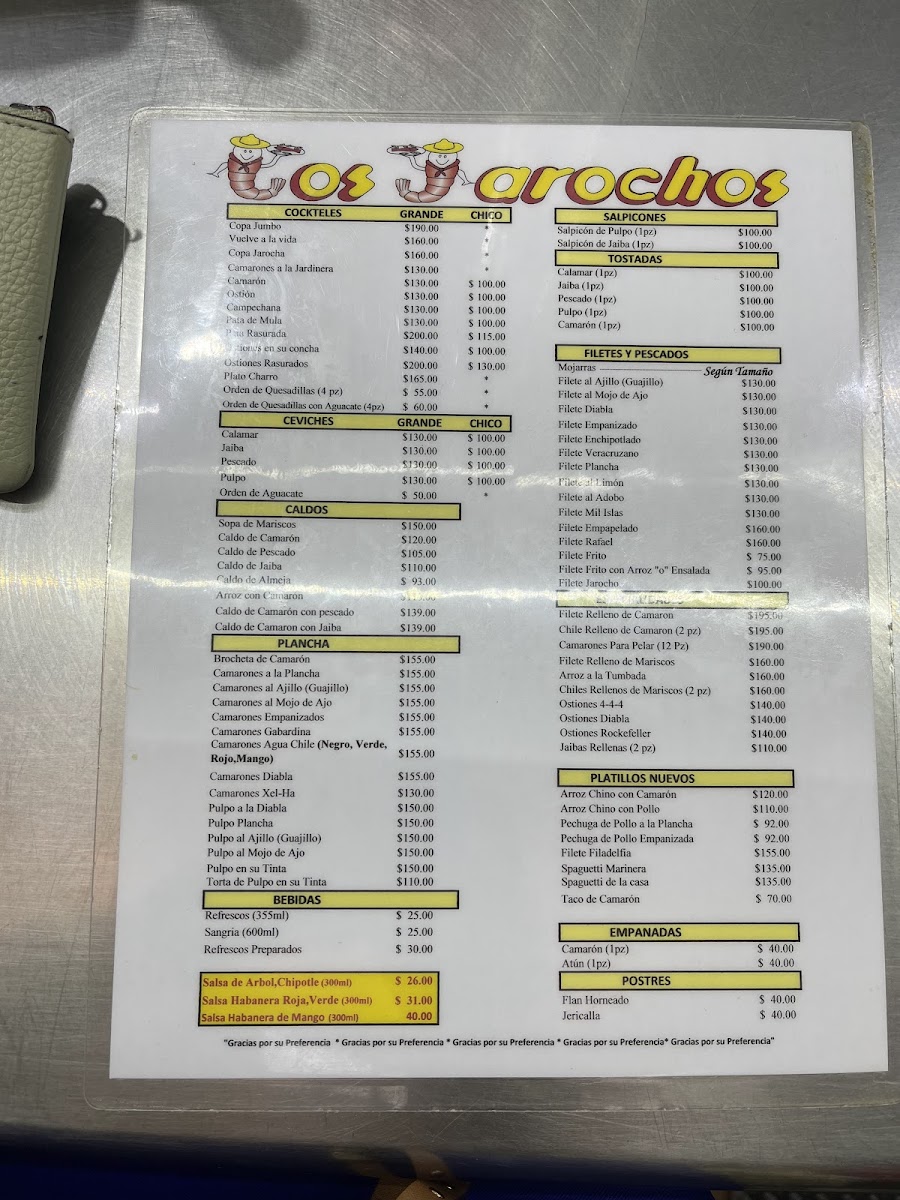 Los Jarochos
COCKTELES GRANDE CHICO
Copa Jumbo $190.00 *
Vuelve a la vida $160.00 *
Copa Jarocha $160.00 *
Camarones a la Jardinera $130.00 *
Camarón $130.00 $ 100.00
Ostión $130.00 $ 100.00
Campechana $130.00 $ 100.00
Pata de Mula $130.00 $ 100.00
Pata Rasurada $200.00 $ 115.00
en su concha $140.00 $ 100.00
Ostiones Rasurados $200.00 $ 130.00
Plato Charro $165.00 *
Orden de Quesadillas (4 pz) $ 55.00 *
Orden de Quesadillas con Aguacate (4pz) $ 60.00 *
CEVICHES GRANDE CHICO
Calamar $130.00 $ 100.00
Jaiba $130.00 $ 100.00
Pescado $130.00 $ 100.00
Pulpo $130.00 $ 100.00
Orden de Aguacate $ 50.00 *
CALDOS
Sopa de Mariscos $150.00
Caldo de Camarón $120.00
Caldo de Pescado $105.00
Caldo de Jaiba $110.00
Caldo de Almeja $ 93.00
Arroz con Camarón
Caldo de Camarón con pescado $139.00
Caldo de Camaron con Jaiba $139.00
PLANCHA
Brocheta de Camarón $155.00
Camarones a la Plancha $155.00
Camarones al Ajillo (Guajillo) $155.00
Camarones al Mojo de Ajo $155.00
Camarones Empanizados $155.00
Camarones Gabardina $155.00
Camarones Agua Chile (Negro, Verde,
Rojo,Mango) $155.00
Camarones Diabla $155.00
Camarones Xel-Ha $130.00
Pulpo a la Diabla $150.00
Pulpo Plancha $150.00
Pulpo al Ajillo (Guajillo) $150.00
Pulpo al Mojo de Ajo $150.00
Pulpo en su Tinta $150.00
Torta de Pulpo en su Tinta $110.00
BEBIDAS
Refrescos (355ml) $ 25.00
Sangria (600ml) $ 25.00
Refrescos Preparados $ 30.00
Salsa de Arbol,Chipotle (300ml) $ 26.00
Salsa Habanera Roja,Verde (300ml) $ 31.00
Salsa Habanera de Mango (300ml) 40.00
SALPICONES
Salpicón de Pulpo (1pz) $100.00
Salpicón de Jaiba (1pz) $100.00
TOSTADAS
Calamar (1pz) $100.00
Jaiba (1pz) $100.00
Pescado (1pz) $100.00
Pulpo (1pz) $100.00
Camarón (1pz) $100.00
FILETES Y PESCADOS
Mojarras Según Tamaño
Filete al Ajillo (Guajillo) $130.00
Filete al Mojo de Ajo $130.00
Filete Diabla $130.00
Filete Empanizado $130.00
Filete Enchipotlado $130.00
Filete Veracruzano $130.00
Filete Plancha $130.00
Filete al Limón $130.00
Filete al Adobo $130.00
Filete Mil Islas $130.00
Filete Empapelado $160.00
Filete Rafael $160.00
Filete Frito $ 75.00
Filete Frito con Arroz "o" Ensalada $ 95.00
Filete Jarocho $100.00
Filete Relleno de Camaron $195.00
Chile Relleno de Camaron (2 pz) $195.00
Camarones Para Pelar (12 Pz) $190.00
Filete Relleno de Mariscos $160.00
Arroz a la Tumbada $160.00
Chiles Rellenos de Mariscos (2 pz) $160.00
Ostiones 4-4-4 $140.00
Ostiones Diabla $140.00
Ostiones Rockefeller $140.00
Jaibas Rellenas (2 pz) $110.00
PLATILLOS NUEVOS
Arroz Chino con Camarón $120.00
Arroz Chino con Pollo $110.00
Pechuga de Pollo a la Plancha $ 92.00
Pechuga de Pollo Empanizada $ 92.00
Filete Filadelfia $155.00
Spaguetti Marinera $135.00
Spaguetti de la casa $135.00
Taco de Camarón $ 70.00
EMPANADAS
Camarón (1pz) $ 40.00
Atún (1pz) $ 40.00
POSTRES
Flan Horneado $ 40.00
Jericalla $ 40.00
"Gracias por su Preferencia * Gracias por su Preferencia * Gracias por su Preferencia * Gracias por su Preferencia* Gracias por su Preferencia"